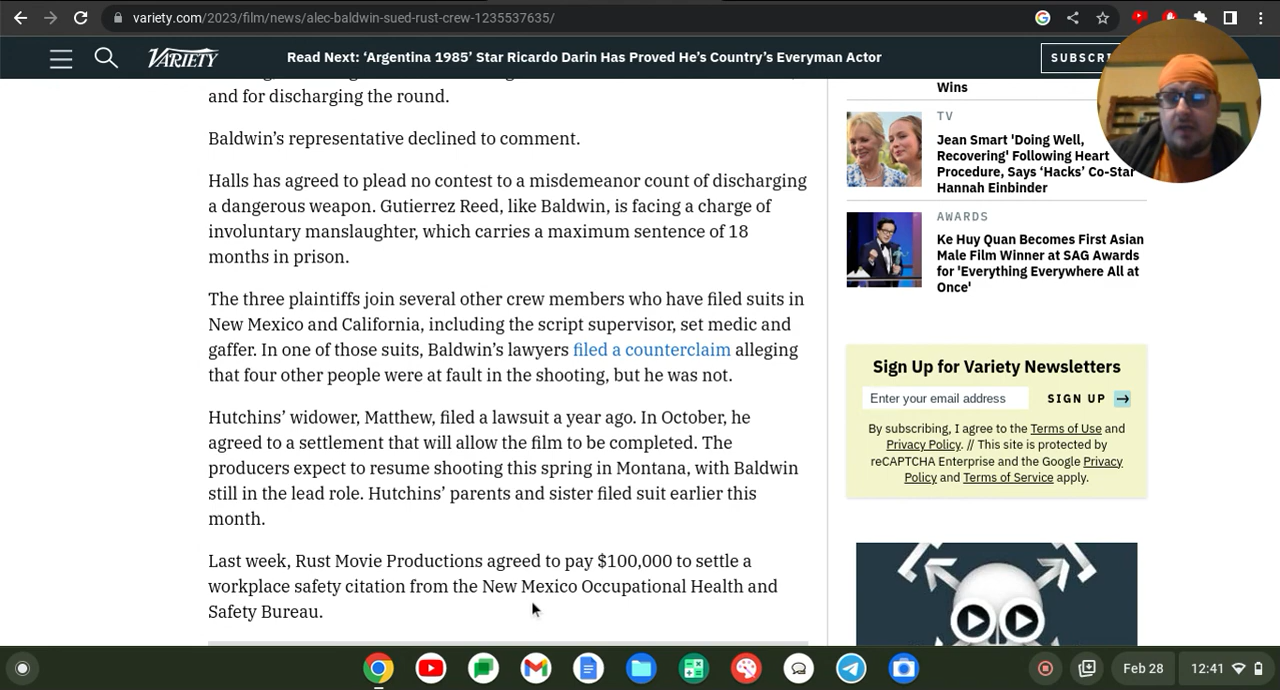 variety.com/2023/film/news/alec-baldwin-sued-rust-crew-1235537635/
VARIETY
Read Next: ‘Argentina 1985’ Star Ricardo Darin Has Proved He’s Country’s Everyman Actor
SUBSCRI
and for discharging the round.
Baldwin’s representative declined to comment.
Halls has agreed to plead no contest to a misdemeanor count of discharging
a dangerous weapon. Gutierrez Reed, like Baldwin, is facing a charge of
involuntary manslaughter, which carries a maximum sentence of 18
months in prison.
The three plaintiffs join several other crew members who have filed suits in
New Mexico and California, including the script supervisor, set medic and
gaffer. In one of those suits, Baldwin’s lawyers filed a counterclaim alleging
that four other people were at fault in the shooting, but he was not.
Hutchins’ widower, Matthew, filed a lawsuit a year ago. In October, he
agreed to a settlement that will allow the film to be completed. The
producers expect to resume shooting this spring in Montana, with Baldwin
still in the lead role. Hutchins’ parents and sister filed suit earlier this
month.
Last week, Rust Movie Productions agreed to pay $100,000 to settle a
workplace safety citation from the New Mexico Occupational Health and
Safety Bureau.
Wins
TV
Jean Smart 'Doing Well,
Recovering' Following Heart
Procedure, Says ‘Hacks’ Co-Star
Hannah Einbinder
AWARDS
Ke Huy Quan Becomes First Asian
Male Film Winner at SAG Awards
for 'Everything Everywhere All at
Once'
Sign Up for Variety Newsletters
Enter your email address
SIGN UP
By subscribing, I agree to the Terms of Use and
Privacy Policy. // This site is protected by
reCAPTCHA Enterprise and the Google Privacy
Policy and Terms of Service apply.
Feb 28
12:41